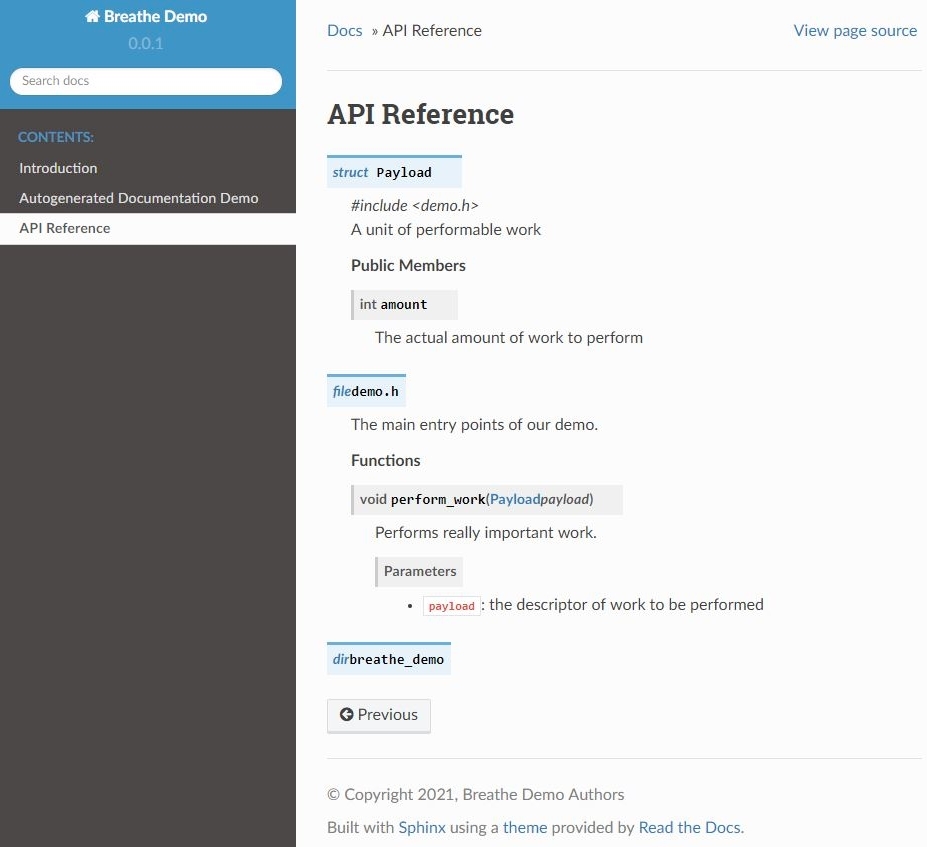 Breathe Demo
0.0.1
Search docs
CONTENTS:
Introduction
Autogenerated Documentation Demo
API Reference
Docs » API Reference
View page source
API Reference
struct Payload
#include <demo.h>
A unit of performable work
Public Members
int amount
The actual amount of work to perform
filedemo.h
The main entry points of our demo.
Functions
void perform_work(Payloadpayload)
Performs really important work.
Parameters
• payload: the descriptor of work to be performed
dirbreathe_demo
Previous
© Copyright 2021, Breathe Demo Authors
Built with Sphinx using a theme provided by Read the Docs.